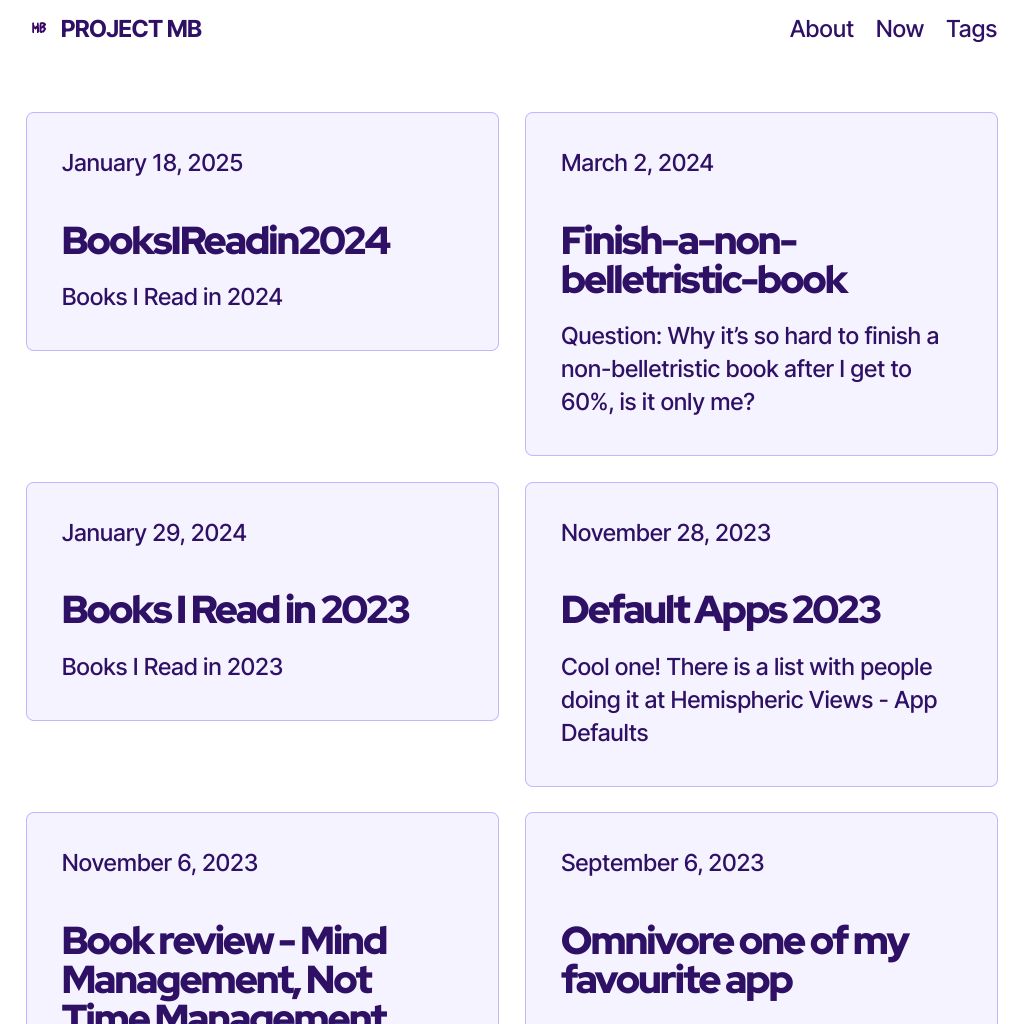 MB PROJECT MB
About Now Tags
January 18, 2025
BooksIReadin2024
Books I Read in 2024
March 2, 2024
Finish-a-non-
belletristic-book
Question: Why it’s so hard to finish a
non-belletristic book after I get to
60%, is it only me?
January 29, 2024
Books I Read in 2023
Books I Read in 2023
November 28, 2023
Default Apps 2023
Cool one! There is a list with people
doing it at Hemispheric Views - App
Defaults
November 6, 2023
Book review - Mind
Management, Not
Time Management
September 6, 2023
Omnivore one of my
favourite app